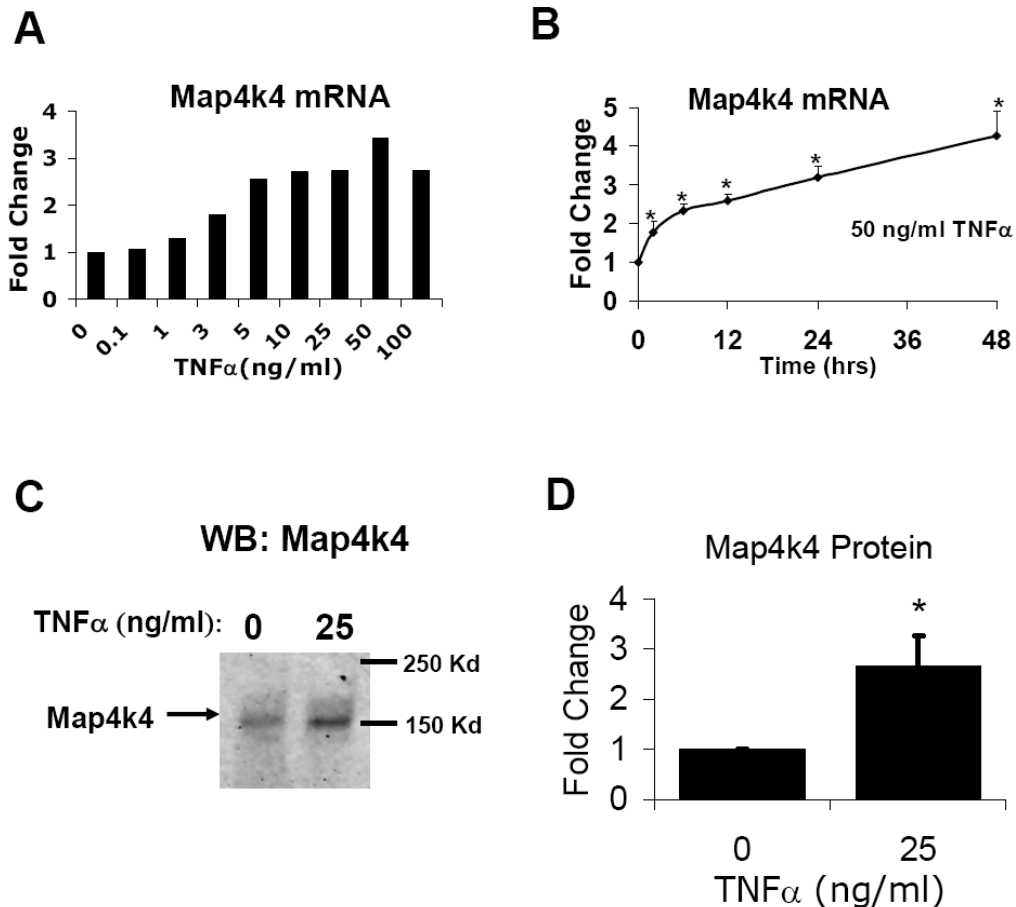 A
Map4k4 mRNA
Fold Change
4
3
2
1
0
0 0.1 1 3 5 10 25 50 100
TNFα(ng/ml)
B
Map4k4 mRNA
Fold Change
5
4
3
2
1
0
* * * * *
50 ng/ml TNFα
0 12 24 36 48
Time (hrs)
C
WB: Map4k4
TNFα (ng/ml): 0 25
250 Kd
Map4k4
150 Kd
D
Map4k4 Protein
Fold Change
4
3
2
1
0
*
0 25
TNFα (ng/ml)